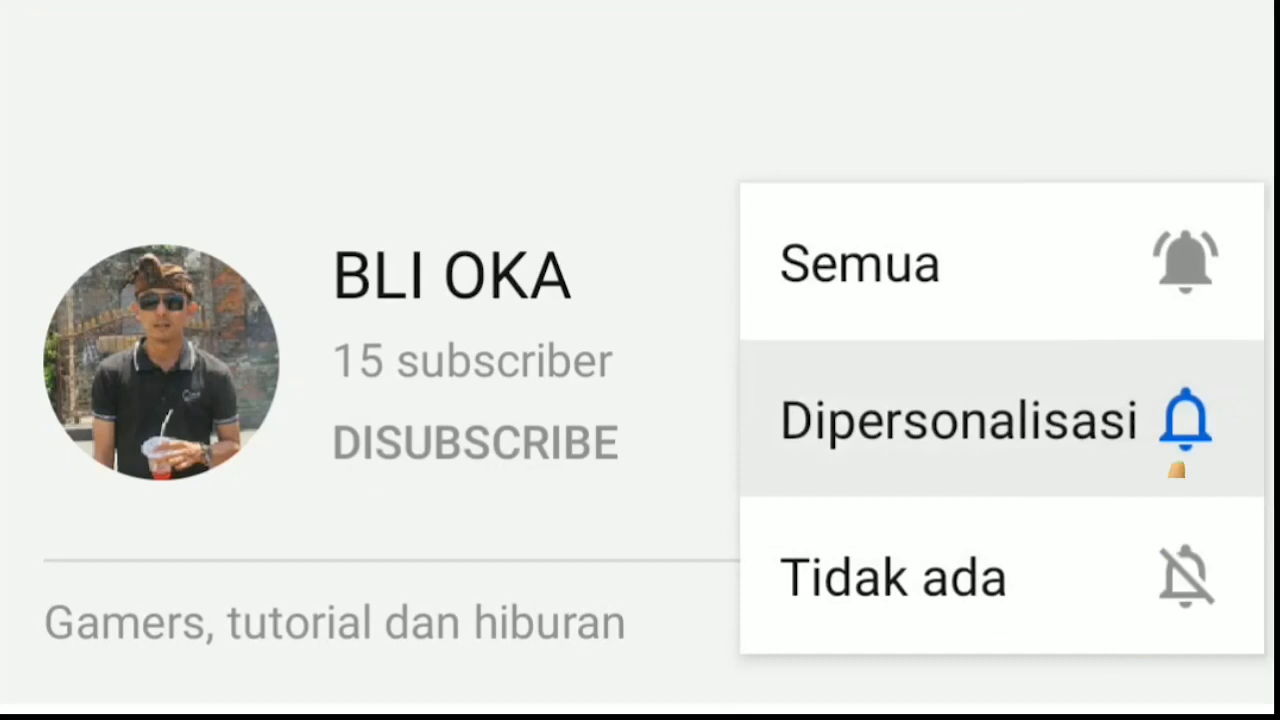 BLI OKA
15 subscriber
DISUBSCRIBE
Gamers, tutorial dan hiburan
Semua
Dipersonalisasi
Tidak ada